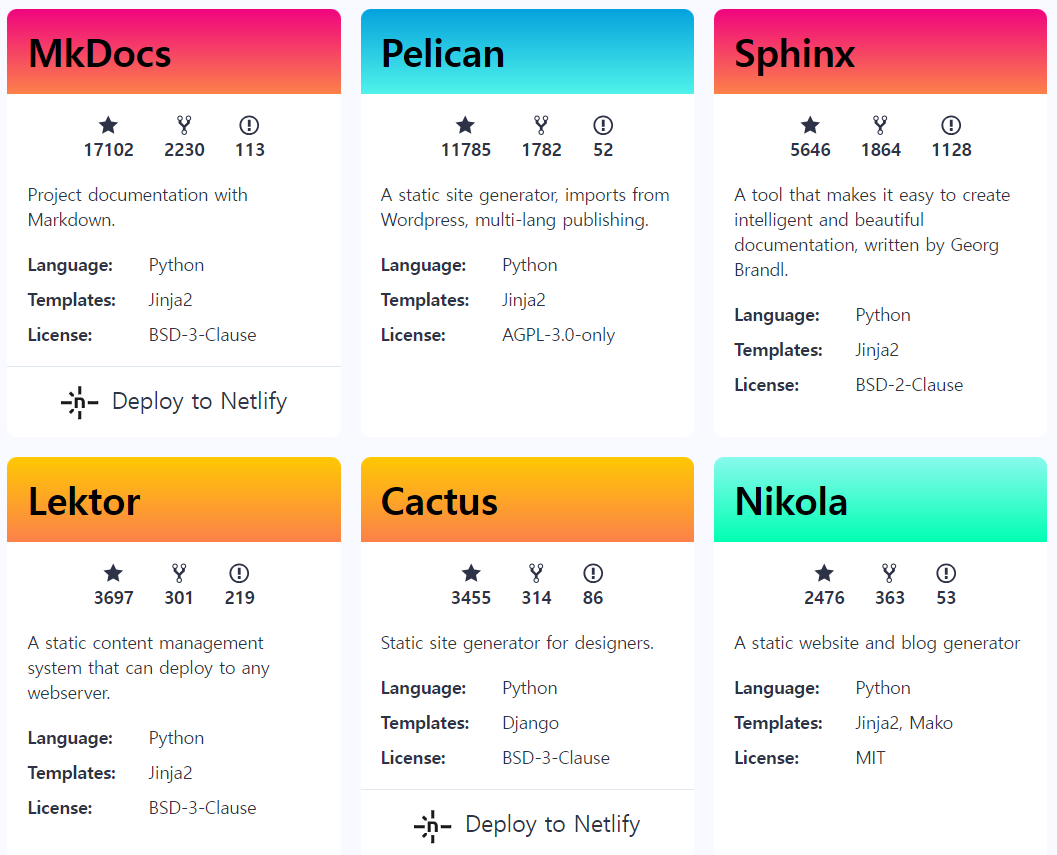 MkDocs
17102 2230 113
Project documentation with
Markdown.
Language: Python
Templates: Jinja2
License: BSD-3-Clause
Deploy to Netlify
Pelican
11785 1782 52
A static site generator, imports from
Wordpress, multi-lang publishing.
Language: Python
Templates: Jinja2
License: AGPL-3.0-only
Sphinx
5646 1864 1128
A tool that makes it easy to create
intelligent and beautiful
documentation, written by Georg
Brandl.
Language: Python
Templates: Jinja2
License: BSD-2-Clause
Lektor
3697 301 219
A static content management
system that can deploy to any
webserver.
Language: Python
Templates: Jinja2
License: BSD-3-Clause
Cactus
3455 314 86
Static site generator for designers.
Language: Python
Templates: Django
License: BSD-3-Clause
Deploy to Netlify
Nikola
2476 363 53
A static website and blog generator
Language: Python
Templates: Jinja2, Mako
License: MIT